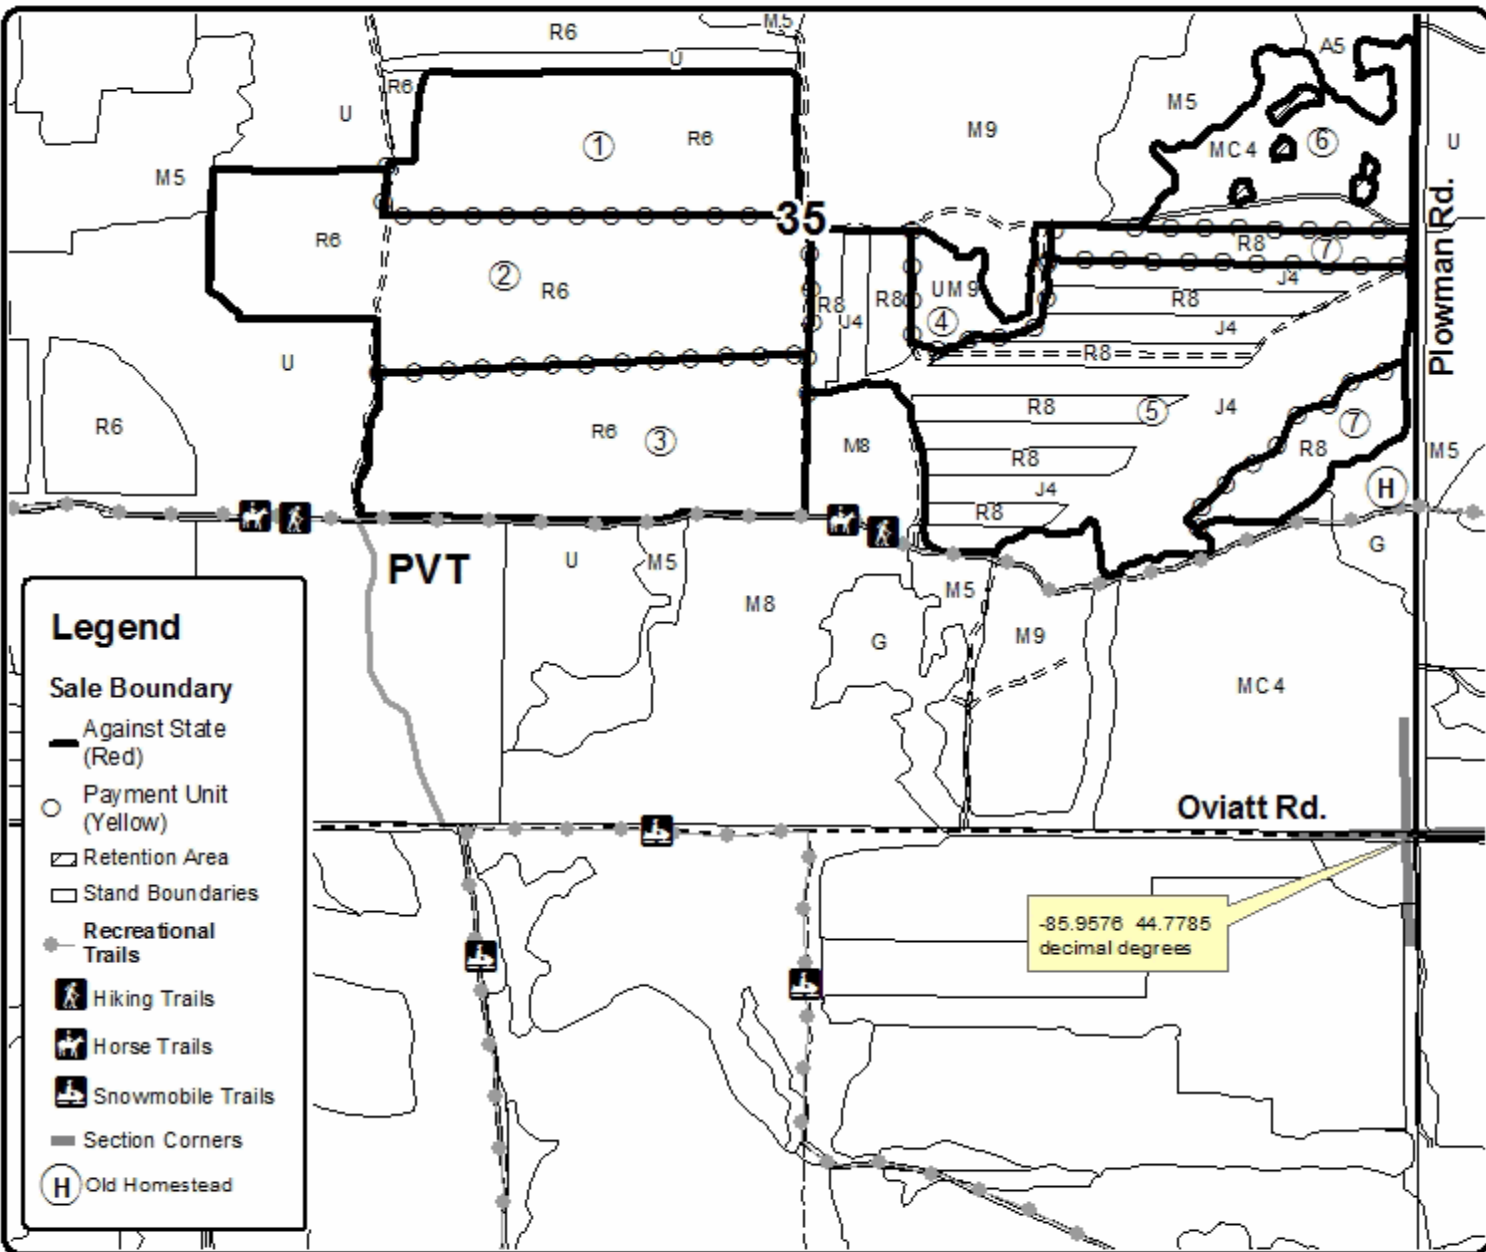 R6
M5
A5
U
R6
U
M5
M9
R6
1
MC4
6
U
M5
35
Plowman Rd.
R6
2
R6
R8
7
J4
R8
J4
R8
UM9
4
R8
J4
R8
U
R8
5
J4
R6
R6
3
M8
R8
7
R8
M5
J4
R8
H
PVT
U
M5
M8
M5
G
G
M9
MC4
Oviatt Rd.
-85.9576 44.7785
decimal degrees
Legend
Sale Boundary
Against State
(Red)
Payment Unit
(Yellow)
Retention Area
Stand Boundaries
Recreational
Trails
Hiking Trails
Horse Trails
Snowmobile Trails
Section Corners
H Old Homestead